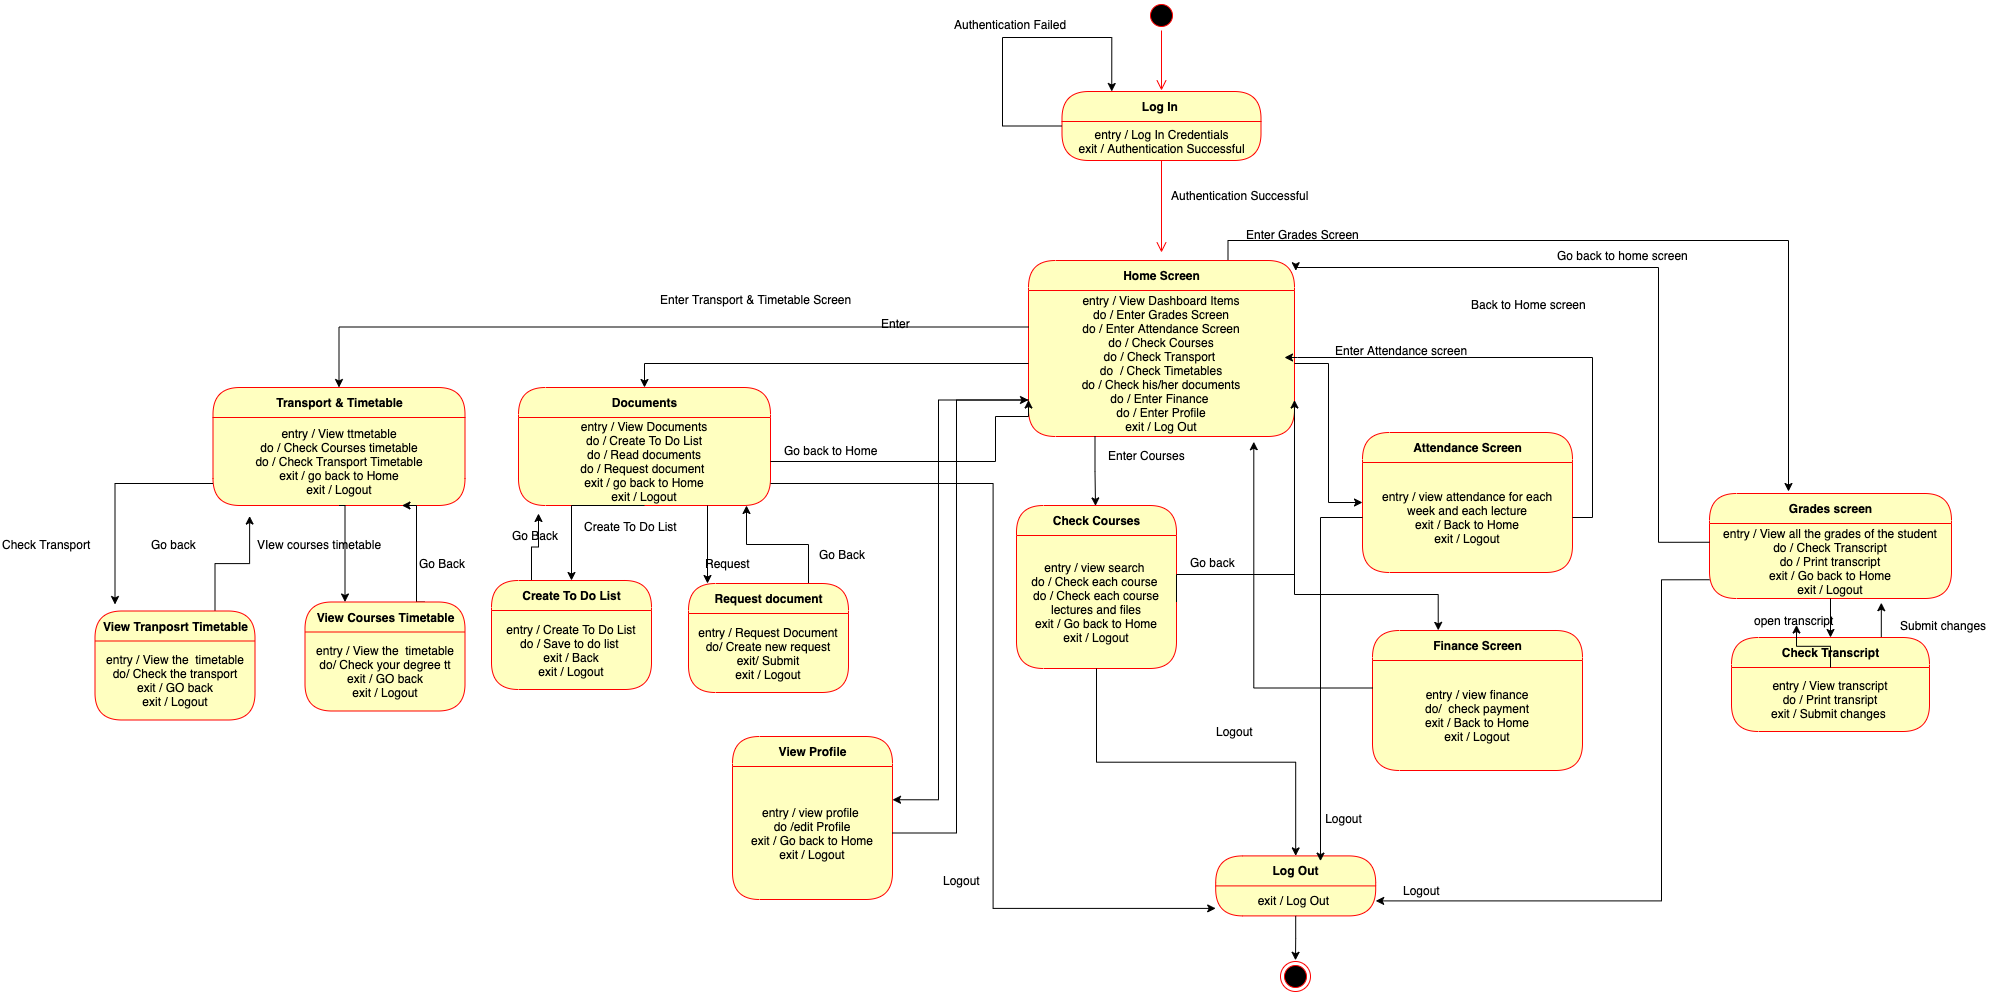 Authentication Failed
Log In
entry / Log In Credentials
exit / Authentication Successful
Authentication Successful
Enter Grades Screen
Go back to home screen
Home Screen
entry / View Dashboard Items
do / Enter Grades Screen
do / Enter Attendance Screen
do / Check Courses
do / Check Transport
do  / Check Timetables
do / Check his/her documents
do / Enter Finance
do / Enter Profile
exit / Log Out
Enter Transport & Timetable Screen
Enter
Back to Home screen
Enter Attendance screen
Transport & Timetable
entry / View ttmetable
do / Check Courses timetable
do / Check Transport Timetable
exit / go back to Home
exit / Logout
Documents
entry / View Documents
do / Create To Do List
do / Read documents
do / Request document
exit / go back to Home
exit / Logout
Go back to Home
Enter Courses
Attendance Screen
entry / view attendance for each
week and each lecture
exit / Back to Home
exit / Logout
Grades screen
entry / View all the grades of the student
do / Check Transcript
do / Print transcript
exit / Go back to Home
exit / Logout
Check Transport
Go back
VIew courses timetable
Go Back
Go Back
Create To Do List
Request
Go Back
Check Courses
entry / view search
do / Check each course
do / Check each course
lectures and files
exit / Go back to Home
exit / Logout
Go back
View Tranposrt Timetable
entry / View the  timetable
do/ Check the transport
exit / GO back
exit / Logout
View Courses Timetable
entry / View the  timetable
do/ Check your degree tt
exit / GO back
exit / Logout
Create To Do List
entry / Create To Do List
do / Save to do list
exit / Back
exit / Logout
Request document
entry / Request Document
do/ Create new request
exit/ Submit
exit / Logout
Finance Screen
entry / view finance
do/  check payment
exit / Back to Home
exit / Logout
open transcript
Submit changes
Check Transcript
entry / View transcript
do / Print transript
exit / Submit changes
View Profile
entry / view profile
do /edit Profile
exit / Go back to Home
exit / Logout
Logout
Logout
Logout
Logout
Log Out
exit / Log Out